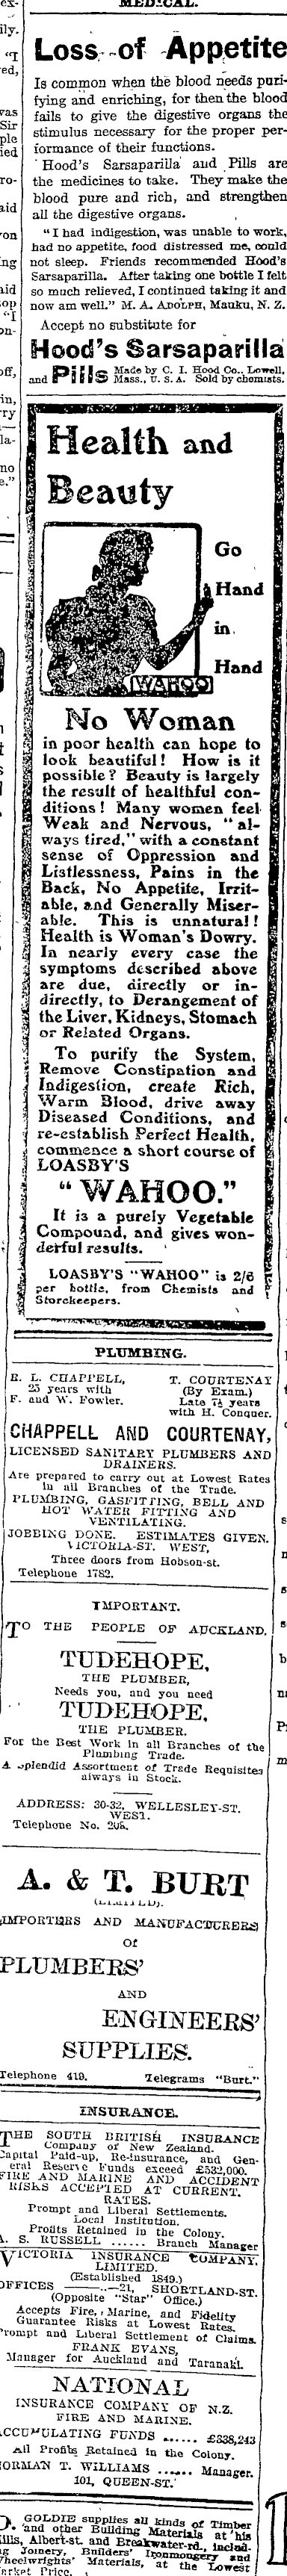 MEDICAL.
Loss of Appetite
Is common when the blood needs puri-
fying and enriching, for then the blood
fails to give the digestive organs the
stimulus necessary for the proper per-
formance of their functions.
Hood's Sarsaparilla and Pills are
the medicines to take. They make the
blood pure and rich, and strengthen
all the digestive organs.
"I had indigestion, was unable to work,
had no appetite, food distressed me, could
not sleep. Friends recommended Hood's
Sarsaparilla. After taking one bottle I felt
so much relieved, I continued taking it and
now am well." M. A. ADOLPH, Mauku, N. Z.
Accept no substitute for
Hood's Sarsaparilla
and Pills Made by C. I. Hood Co., Lowell,
Mass., U. S. A. Sold by chemists.
Health and
Beauty
Go
Hand
in
Hand
WAHOO
No Woman
in poor health can hope to
look beautiful! How is it
possible? Beauty is largely
the result of healthful con-
ditions! Many women feel
Weak and Nervous, "al-
ways tired," with a constant
sense of Oppression and
Listlessness, Pains in the
Back, No Appetite, Irrit-
able, and Generally Miser-
able. This is unnatural!
Health is Woman's Dowry.
In nearly every case the
symptoms described above
are due, directly or in-
directly, to Derangement of
the Liver, Kidneys, Stomach
or Related Organs.
To purify the System,
Remove Constipation and
Indigestion, create Rich,
Warm Blood, drive away
Diseased Conditions, and
re-establish Perfect Health,
commence a short course of
LOASBY'S
"WAHOO."
It is a purely Vegetable
Compound, and gives won-
derful results.
LOASBY'S "WAHOO" is 2/6
per bottle, from Chemists and
Storekeepers.
PLUMBING.
R. L. CHAPPELL, T. COURTENAY
25 years with (By Exam.)
F. and W. Fowler. Late 7½ years
with H. Conquer.
CHAPPELL AND COURTENAY,
LICENSED SANITARY PLUMBERS AND
DRAINERS.
Are prepared to carry out at Lowest Rates
in all Branches of the Trade.
PLUMBING, GASFITTING, BELL AND
HOT WATER FITTING AND
VENTILATING.
JOBBING DONE. ESTIMATES GIVEN.
VICTORIA-ST. WEST,
Three doors from Hobson-st.
Telephone 1782.
IMPORTANT.
TO THE PEOPLE OF AUCKLAND.
TUDEHOPE,
THE PLUMBER,
Needs you, and you need
TUDEHOPE,
THE PLUMBER.
For the Best Work in all Branches of the
Plumbing Trade.
A splendid Assortment of Trade Requisites
always in Stock.
ADDRESS: 30-32, WELLESLEY-ST.
WEST.
Telephone No.
A. & T. BURT
(LIMITED).
IMPORTERS AND MANUFACTURERS
Of
PLUMBERS'
AND
ENGINEERS'
SUPPLIES.
Telephone 419. Telegrams "Burt."
INSURANCE.
THE SOUTH BRITISH INSURANCE
Company of New Zealand.
Capital Paid-up, Re-Insurance, and Gen-
eral Reserve Funds exceed £532,000.
FIRE AND MARINE AND ACCIDENT
RISKS ACCEPTED AT CURRENT
RATES.
Prompt and Liberal Settlements.
Local Institution.
Profits Retained in the Colony.
A. S. RUSSELL ...... Branch Manager
VICTORIA INSURANCE COMPANY,
LIMITED.
(Established 1849.)
OFFICES ——..—21, SHORTLAND-ST.
(Opposite "Star" Office.)
Accepts Fire, Marine, and Fidelity
Guarantee Risks at Lowest Rates.
Prompt and Liberal Settlement of Claims.
FRANK EVANS,
Manager for Auckland and Taranaki.
NATIONAL
INSURANCE COMPANY OF N.Z.
FIRE AND MARINE.
ACCUMULATING FUNDS ...... £338,243
All Profits Retained in the Colony.
NORMAN T. WILLIAMS ...... Manager.
101, QUEEN-ST.
D. GOLDIE supplies all kinds of Timber
and other Building Materials at his
Mills, Albert-st. and Breakwater-rd., includ-
ing Joinery, Builders' Ironmongery and
Wheelwrights' Materials, at the Lowest
Market Price.